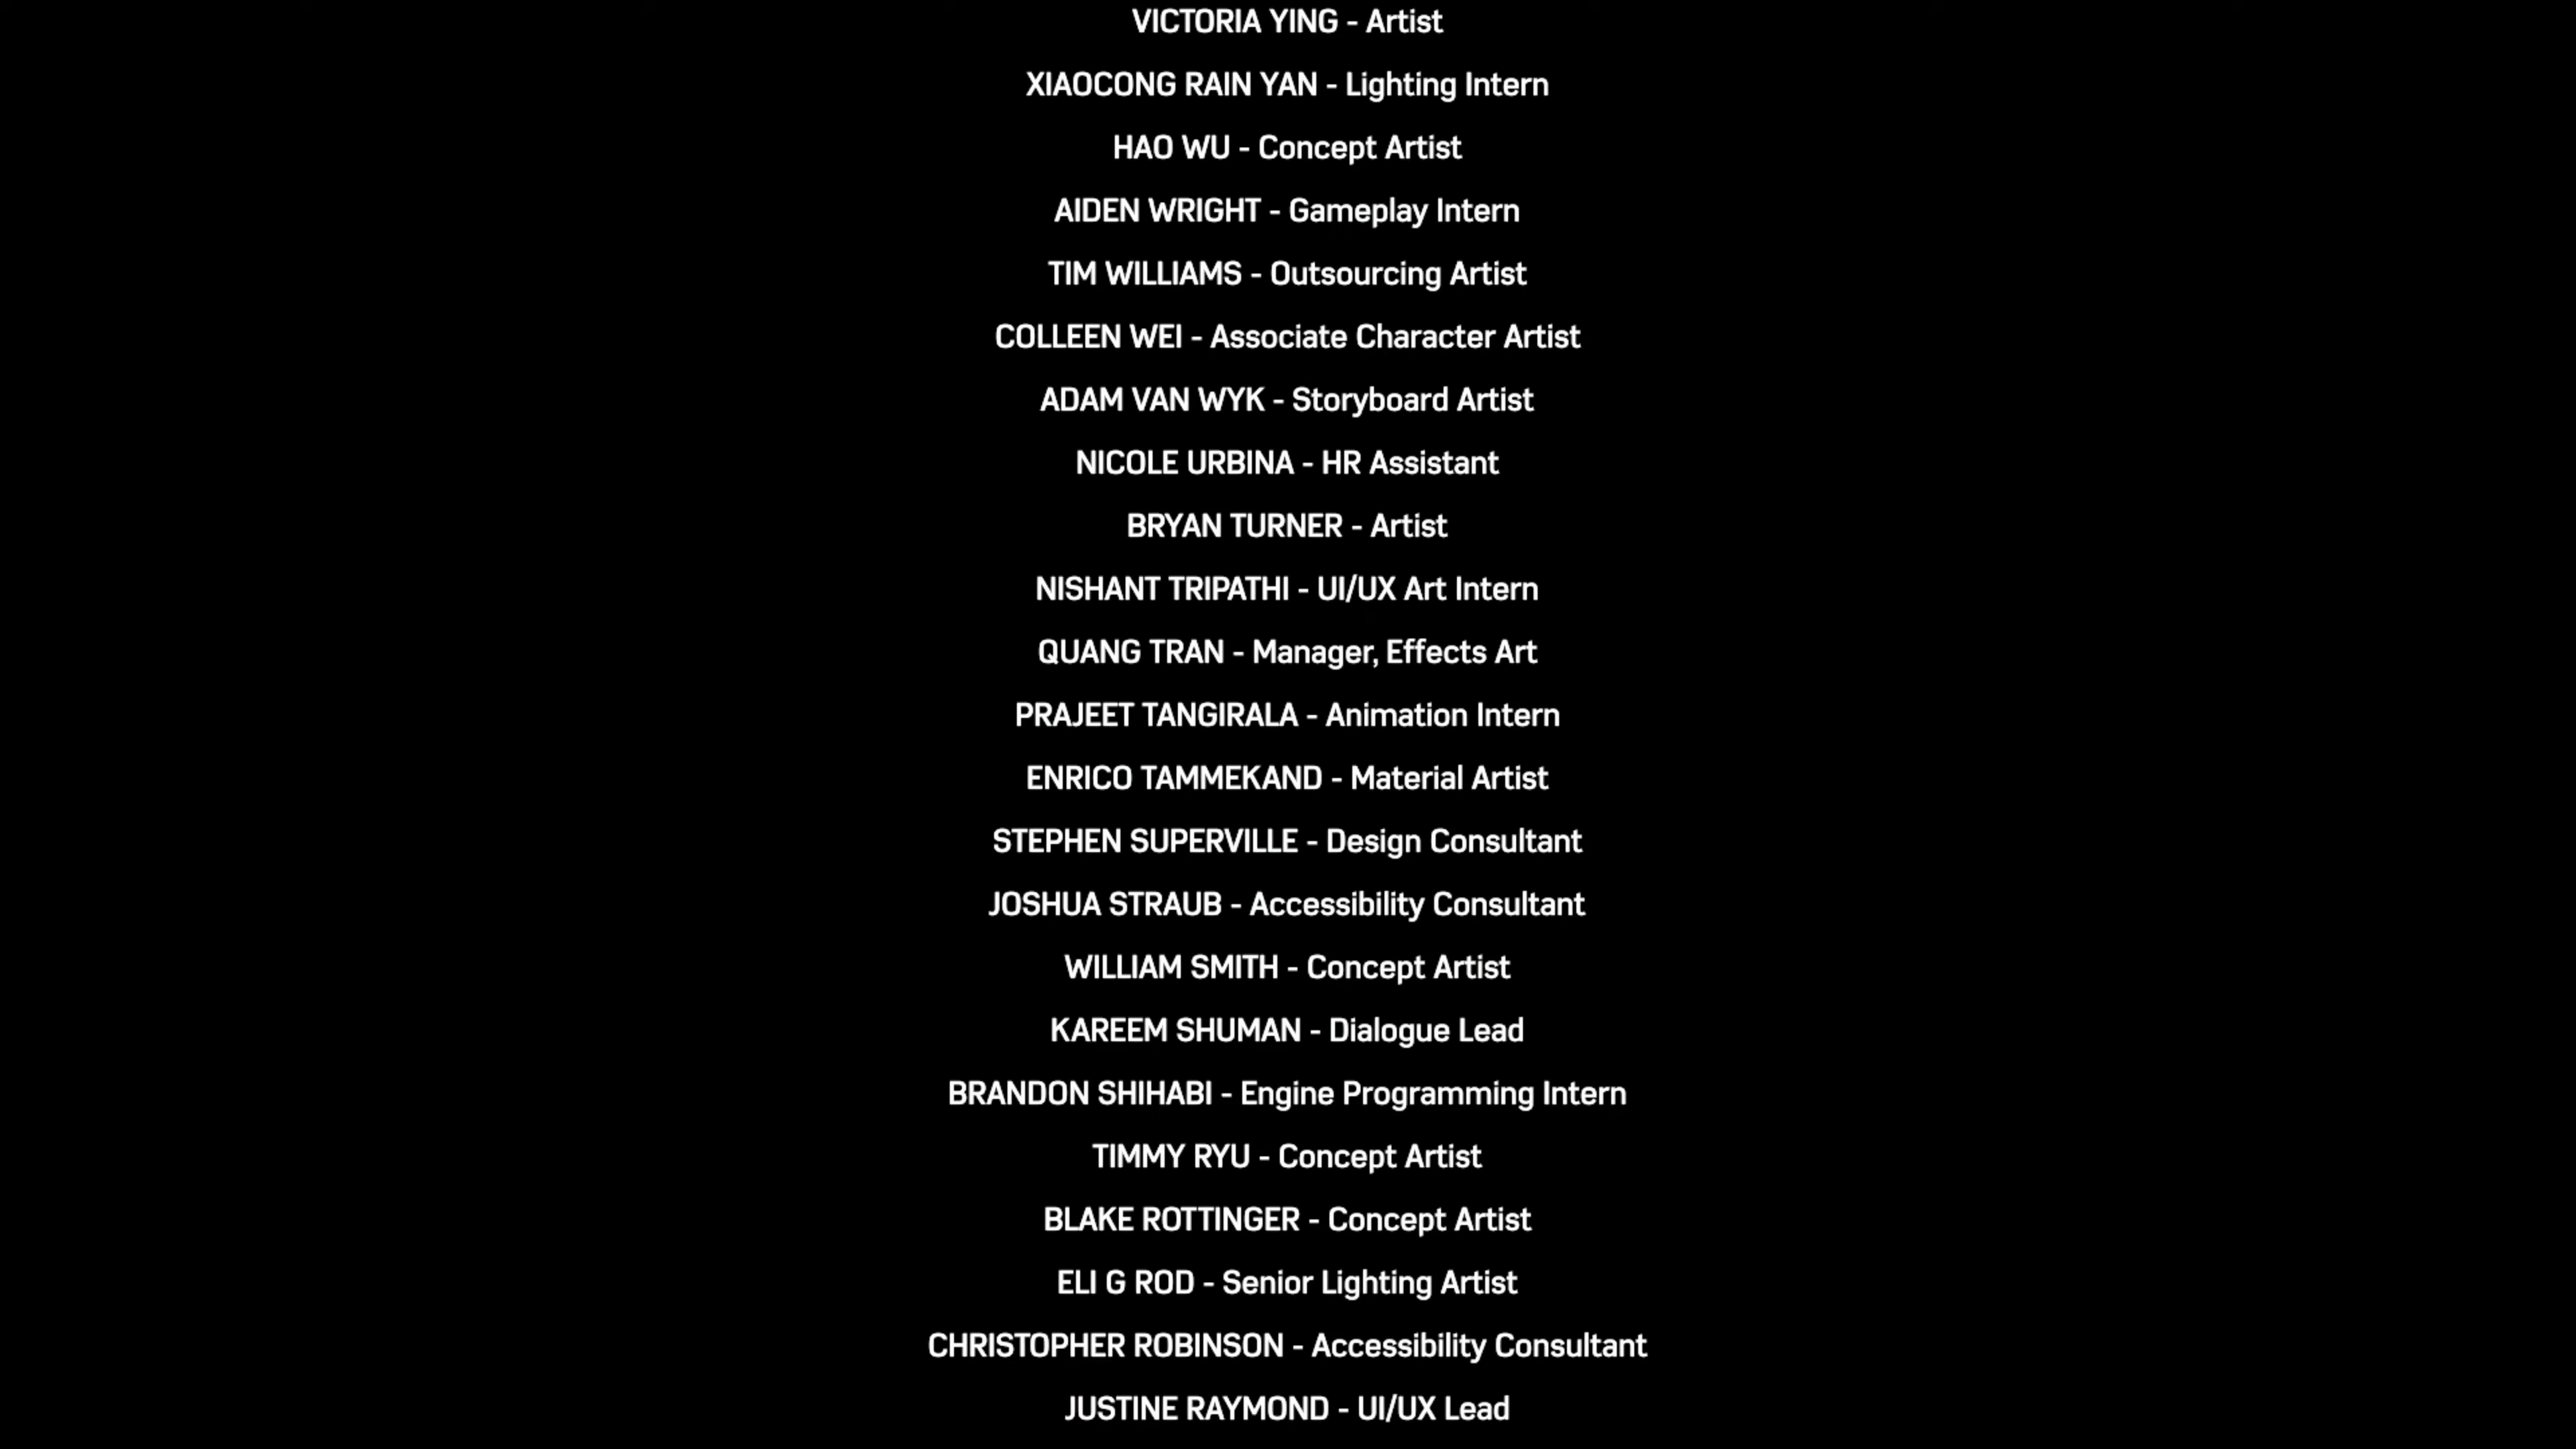 VICTORIA YING - Artist
XIAOCONG RAIN YAN - Lighting Intern
HAO WU - Concept Artist
AIDEN WRIGHT - Gameplay Intern
TIM WILLIAMS - Outsourcing Artist
COLLEEN WEI - Associate Character Artist
ADAM VAN WYK - Storyboard Artist
NICOLE URBINA - HR Assistant
BRYAN TURNER - Artist
NISHANT TRIPATHI - UI/UX Art Intern
QUANG TRAN - Manager, Effects Art
PRAJEET TANGIRALA - Animation Intern
ENRICO TAMMEKAND - Material Artist
STEPHEN SUPERVILLE - Design Consultant
JOSHUA STRAUB - Accessibility Consultant
WILLIAM SMITH - Concept Artist
KAREEM SHUMAN - Dialogue Lead
BRANDON SHIHABI - Engine Programming Intern
TIMMY RYU - Concept Artist
BLAKE ROTTINGER - Concept Artist
ELI G ROD - Senior Lighting Artist
CHRISTOPHER ROBINSON - Accessibility Consultant
JUSTINE RAYMOND - UI/UX Lead